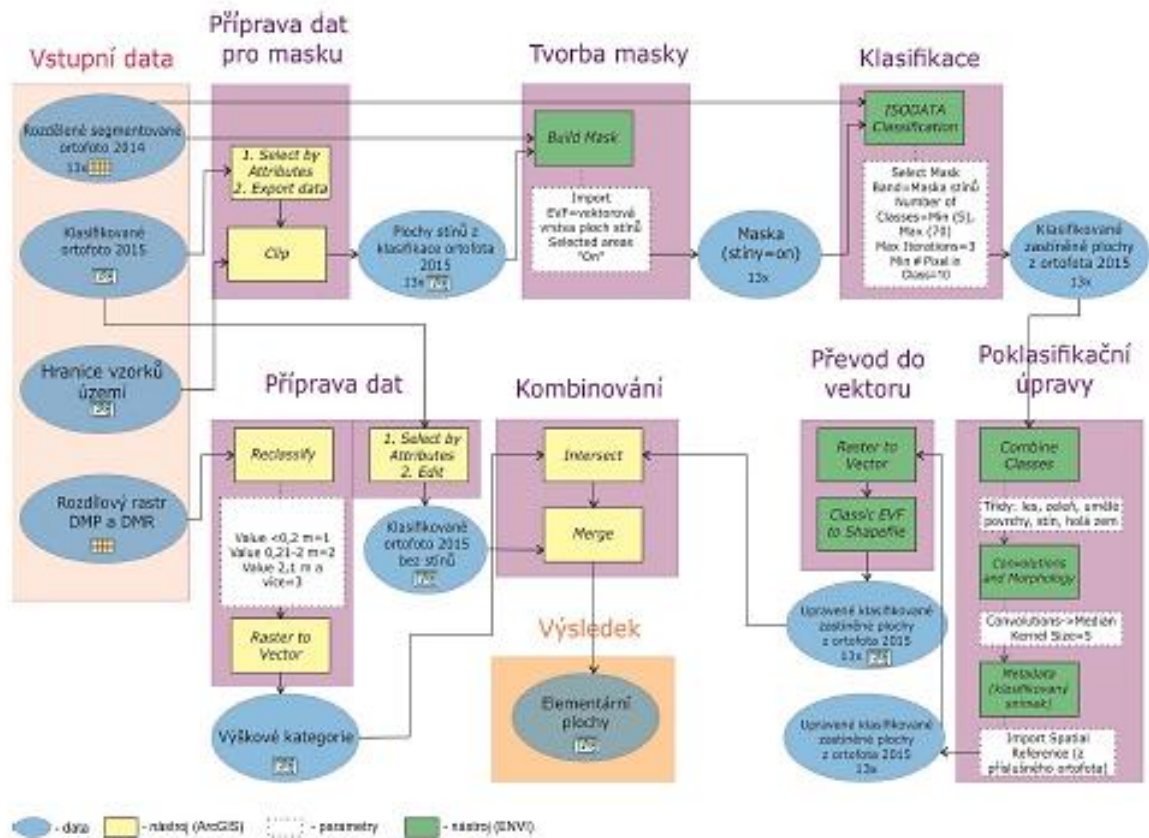 Vstupní data
Příprava dat
pro masku
Tvorba masky
Klasifikace
Rozdělené segmentované
ortofoto 2014
13x
Klasifikované
ortofoto 2015
Hranice vzorků
území
Rozdílový rastr
DMP a DMR
1. Select by
Attributes
2. Export data
Clip
Plochy stínů z
klasifikace ortofota
2015
13x
Build Mask
Import
EVF=vektorová
vrstva ploch stínů
Selected areas
"On"
Maska
(stíny=on)
13x
ISODATA
Classification
Select Mask
Band=Maska stínů
Number of
Classes=Min (5),
Max (70)
Max Iterations=3
Min # Pixel in
Class=10
Klasifikované
zastíněné plochy
z ortofota 2015
13x
Příprava dat
Reclassify
Value <0,2 m=1
Value 0,21-2 m=2
Value 2,1 m a
více=3
Raster to
Vector
Výškové kategorie
1. Select by
Attributes
2. Edit
Klasifikované
ortofoto 2015
bez stínů
Kombinování
Intersect
Merge
Výsledek
Elementární
plochy
Převod do
vektoru
Raster to
Vector
Classic EVF
to Shapefile
Upravené klasifikované
zastíněné plochy
z ortofota 2015
13x
Upravené klasifikované
zastíněné plochy
z ortofota 2015
13x
Poklasifikační
úpravy
Combine
Classes
Třídy: les, zeleň, umělé
povrchy, stín, holá zem
Convolutions
and Morphology
Convolutions->Median
Kernel Size=5
Metadata
(klasifikovaný
snímek)
Import Spatial
Reference (z
příslušného ortofota)
- data
- nástroj (ArcGIS)
- parametry
- nástroj (ENVI)